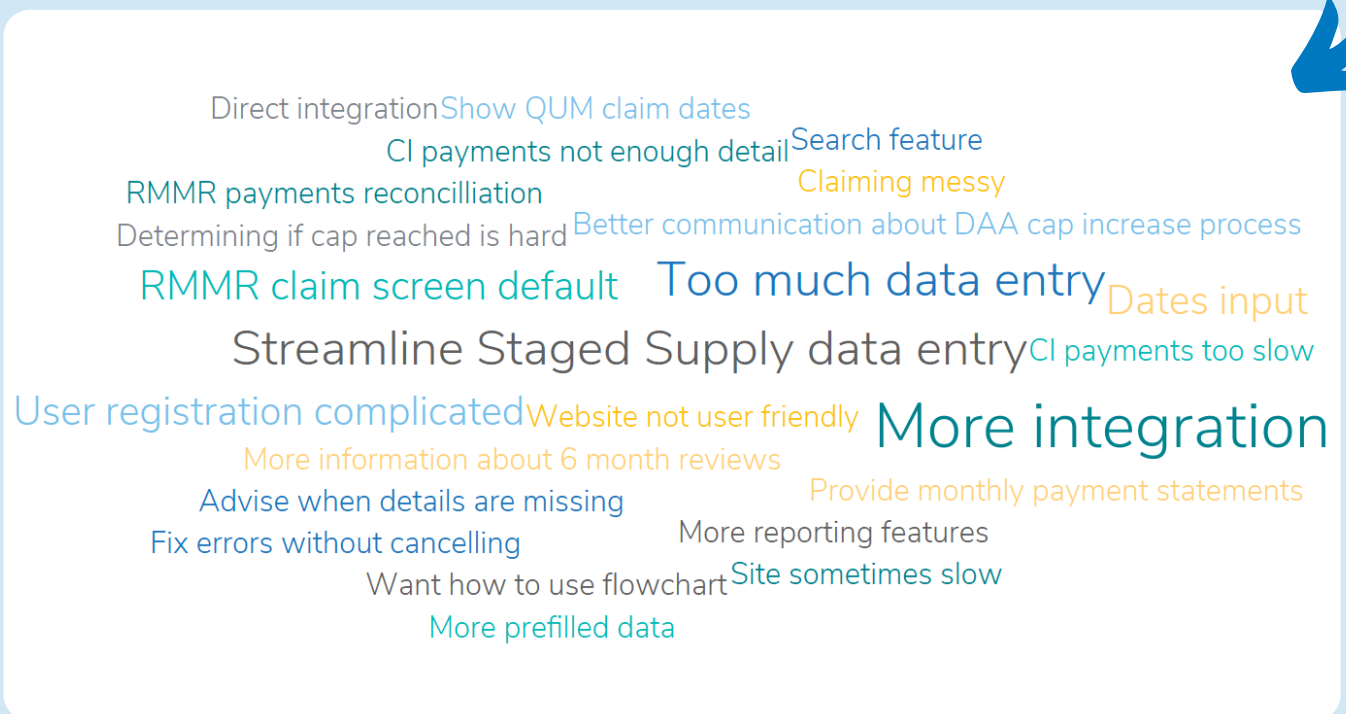 Direct integration Show QUM claim dates
Search feature
CI payments not enough detail
Claiming messy
RMMR payments reconcilliation
Better communication about DAA cap increase process
Determining if cap reached is hard
RMMR claim screen default
Too much data entry
Dates input
Streamline Staged Supply data entry
CI payments too slow
User registration complicated
Website not user friendly
More integration
More information about 6 month reviews
Provide monthly payment statements
Advise when details are missing
More reporting features
Fix errors without cancelling
Want how to use flowchart
Site sometimes slow
More prefilled data